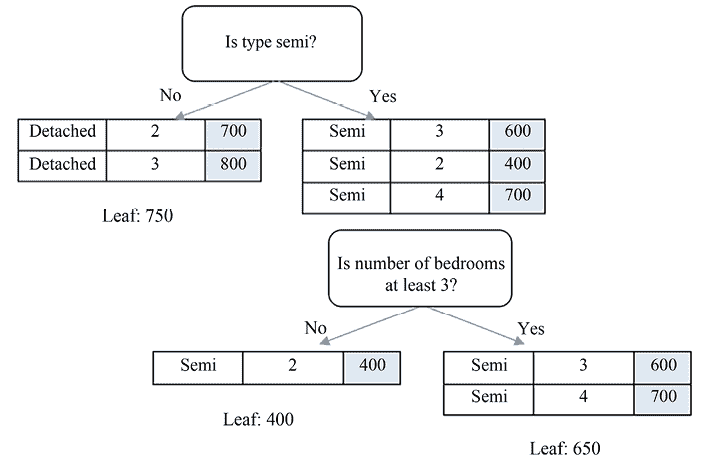 Is type semi?
No
Yes
Detached 2 700
Detached 3 800
Leaf: 750
Semi 3 600
Semi 2 400
Semi 4 700
Is number of bedrooms
at least 3?
No
Yes
Semi 2 400
Leaf: 400
Semi 3 600
Semi 4 700
Leaf: 650